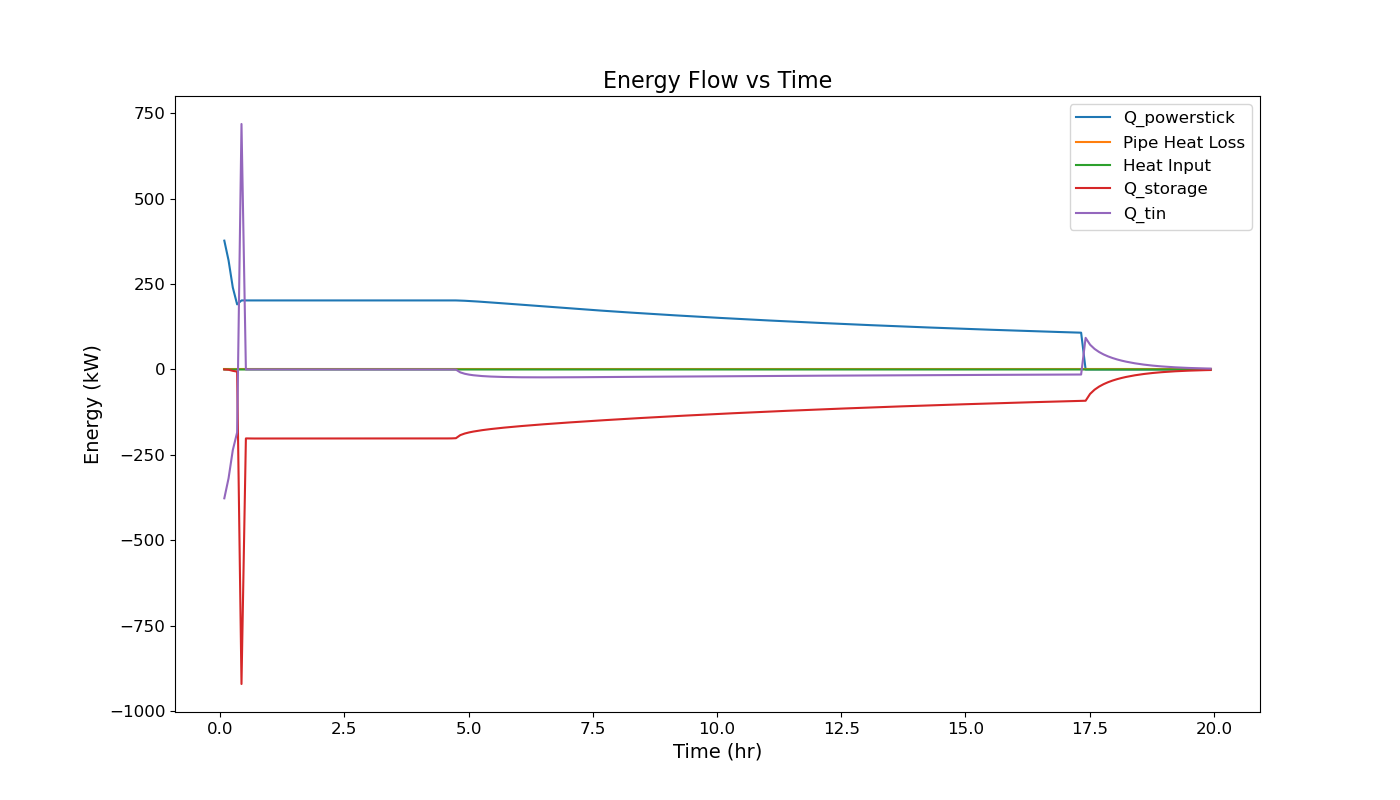 Energy Flow vs Time
Energy (kW)
750
500
250
0
−250
−500
−750
−1000
Q_powerstick
Pipe Heat Loss
Heat Input
Q_storage
Q_tin
0.0 2.5 5.0 7.5 10.0 12.5 15.0 17.5 20.0
Time (hr)